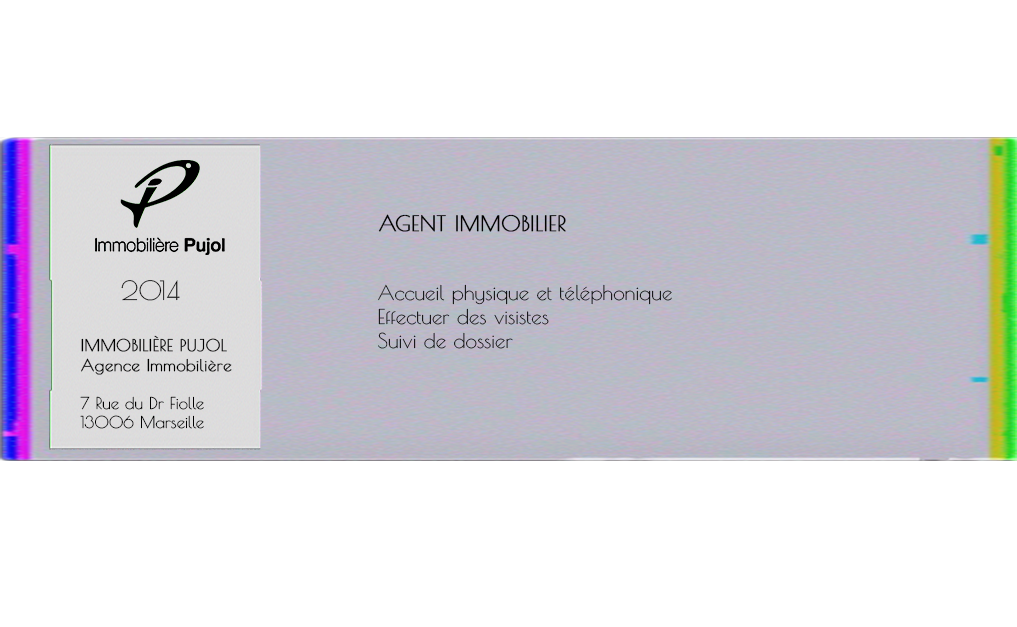 Immobilière Pujol
2014
IMMOBILIÈRE PUJOL
Agence Immobilière
7 Rue du Dr Fiolle
13006 Marseille
AGENT IMMOBILIER
Accueil physique et téléphonique
Effectuer des visistes
Suivi de dossier